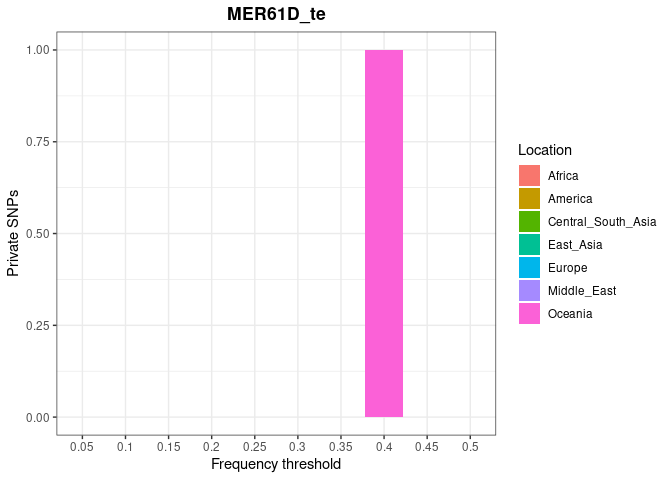 MER61D_te
1.00
0.75
0.50
0.25
0.00
Private SNPs
0.05 0.1 0.15 0.2 0.25 0.3 0.35 0.4 0.45 0.5
Frequency threshold
Location
Africa
America
Central_South_Asia
East_Asia
Europe
Middle_East
Oceania